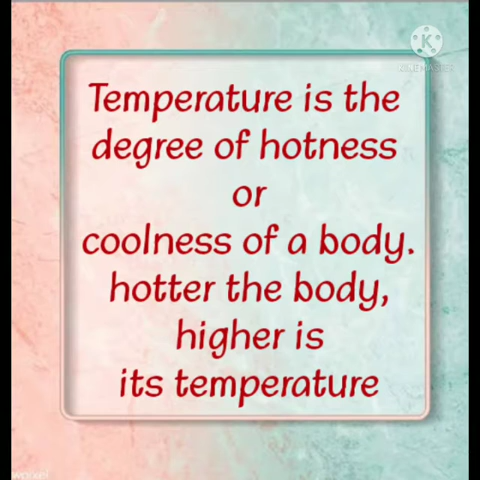 Temperature is the
degree of hotness
or
coolness of a body.
hotter the body,
higher is
its temperature